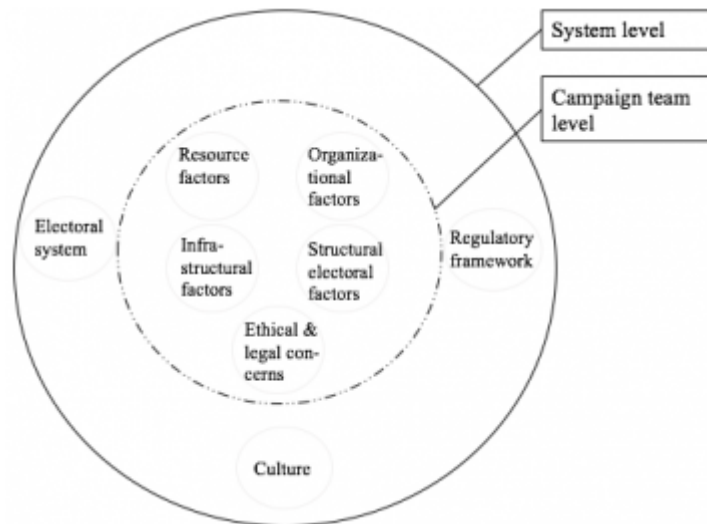 System level
Campaign team
level
Resource
factors
Organiza-
tional
factors
Electoral
system
Infra-
structural
factors
Structural
electoral
factors
Regulatory
framework
Ethical &
legal con-
cerns
Culture